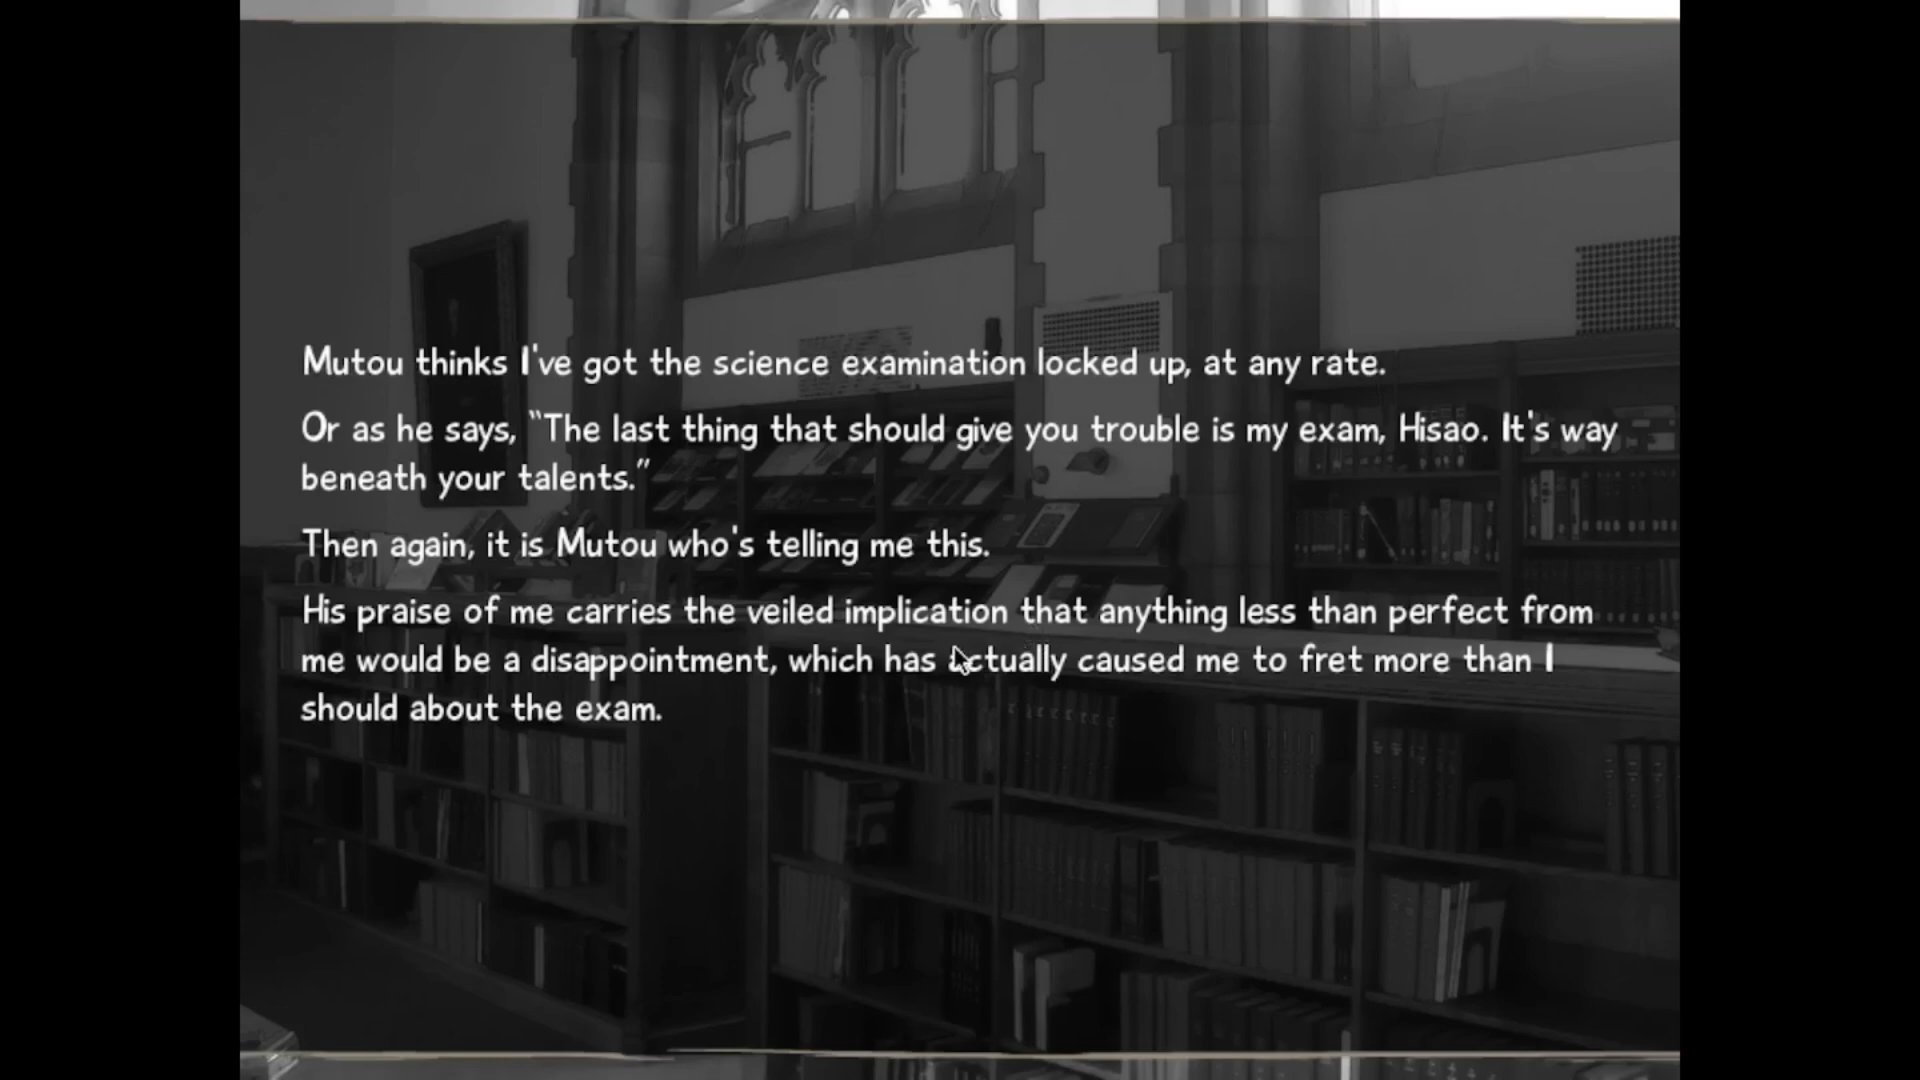 Mutou thinks I've got the science examination locked up, at any rate.
Or as he says, “The last thing that should give you trouble is my exam, Hisao. It's way
beneath your talents.”
Then again, it is Mutou who's telling me this.
His praise of me carries the veiled implication that anything less than perfect from
me would be a disappointment, which has actually caused me to fret more than I
should about the exam.